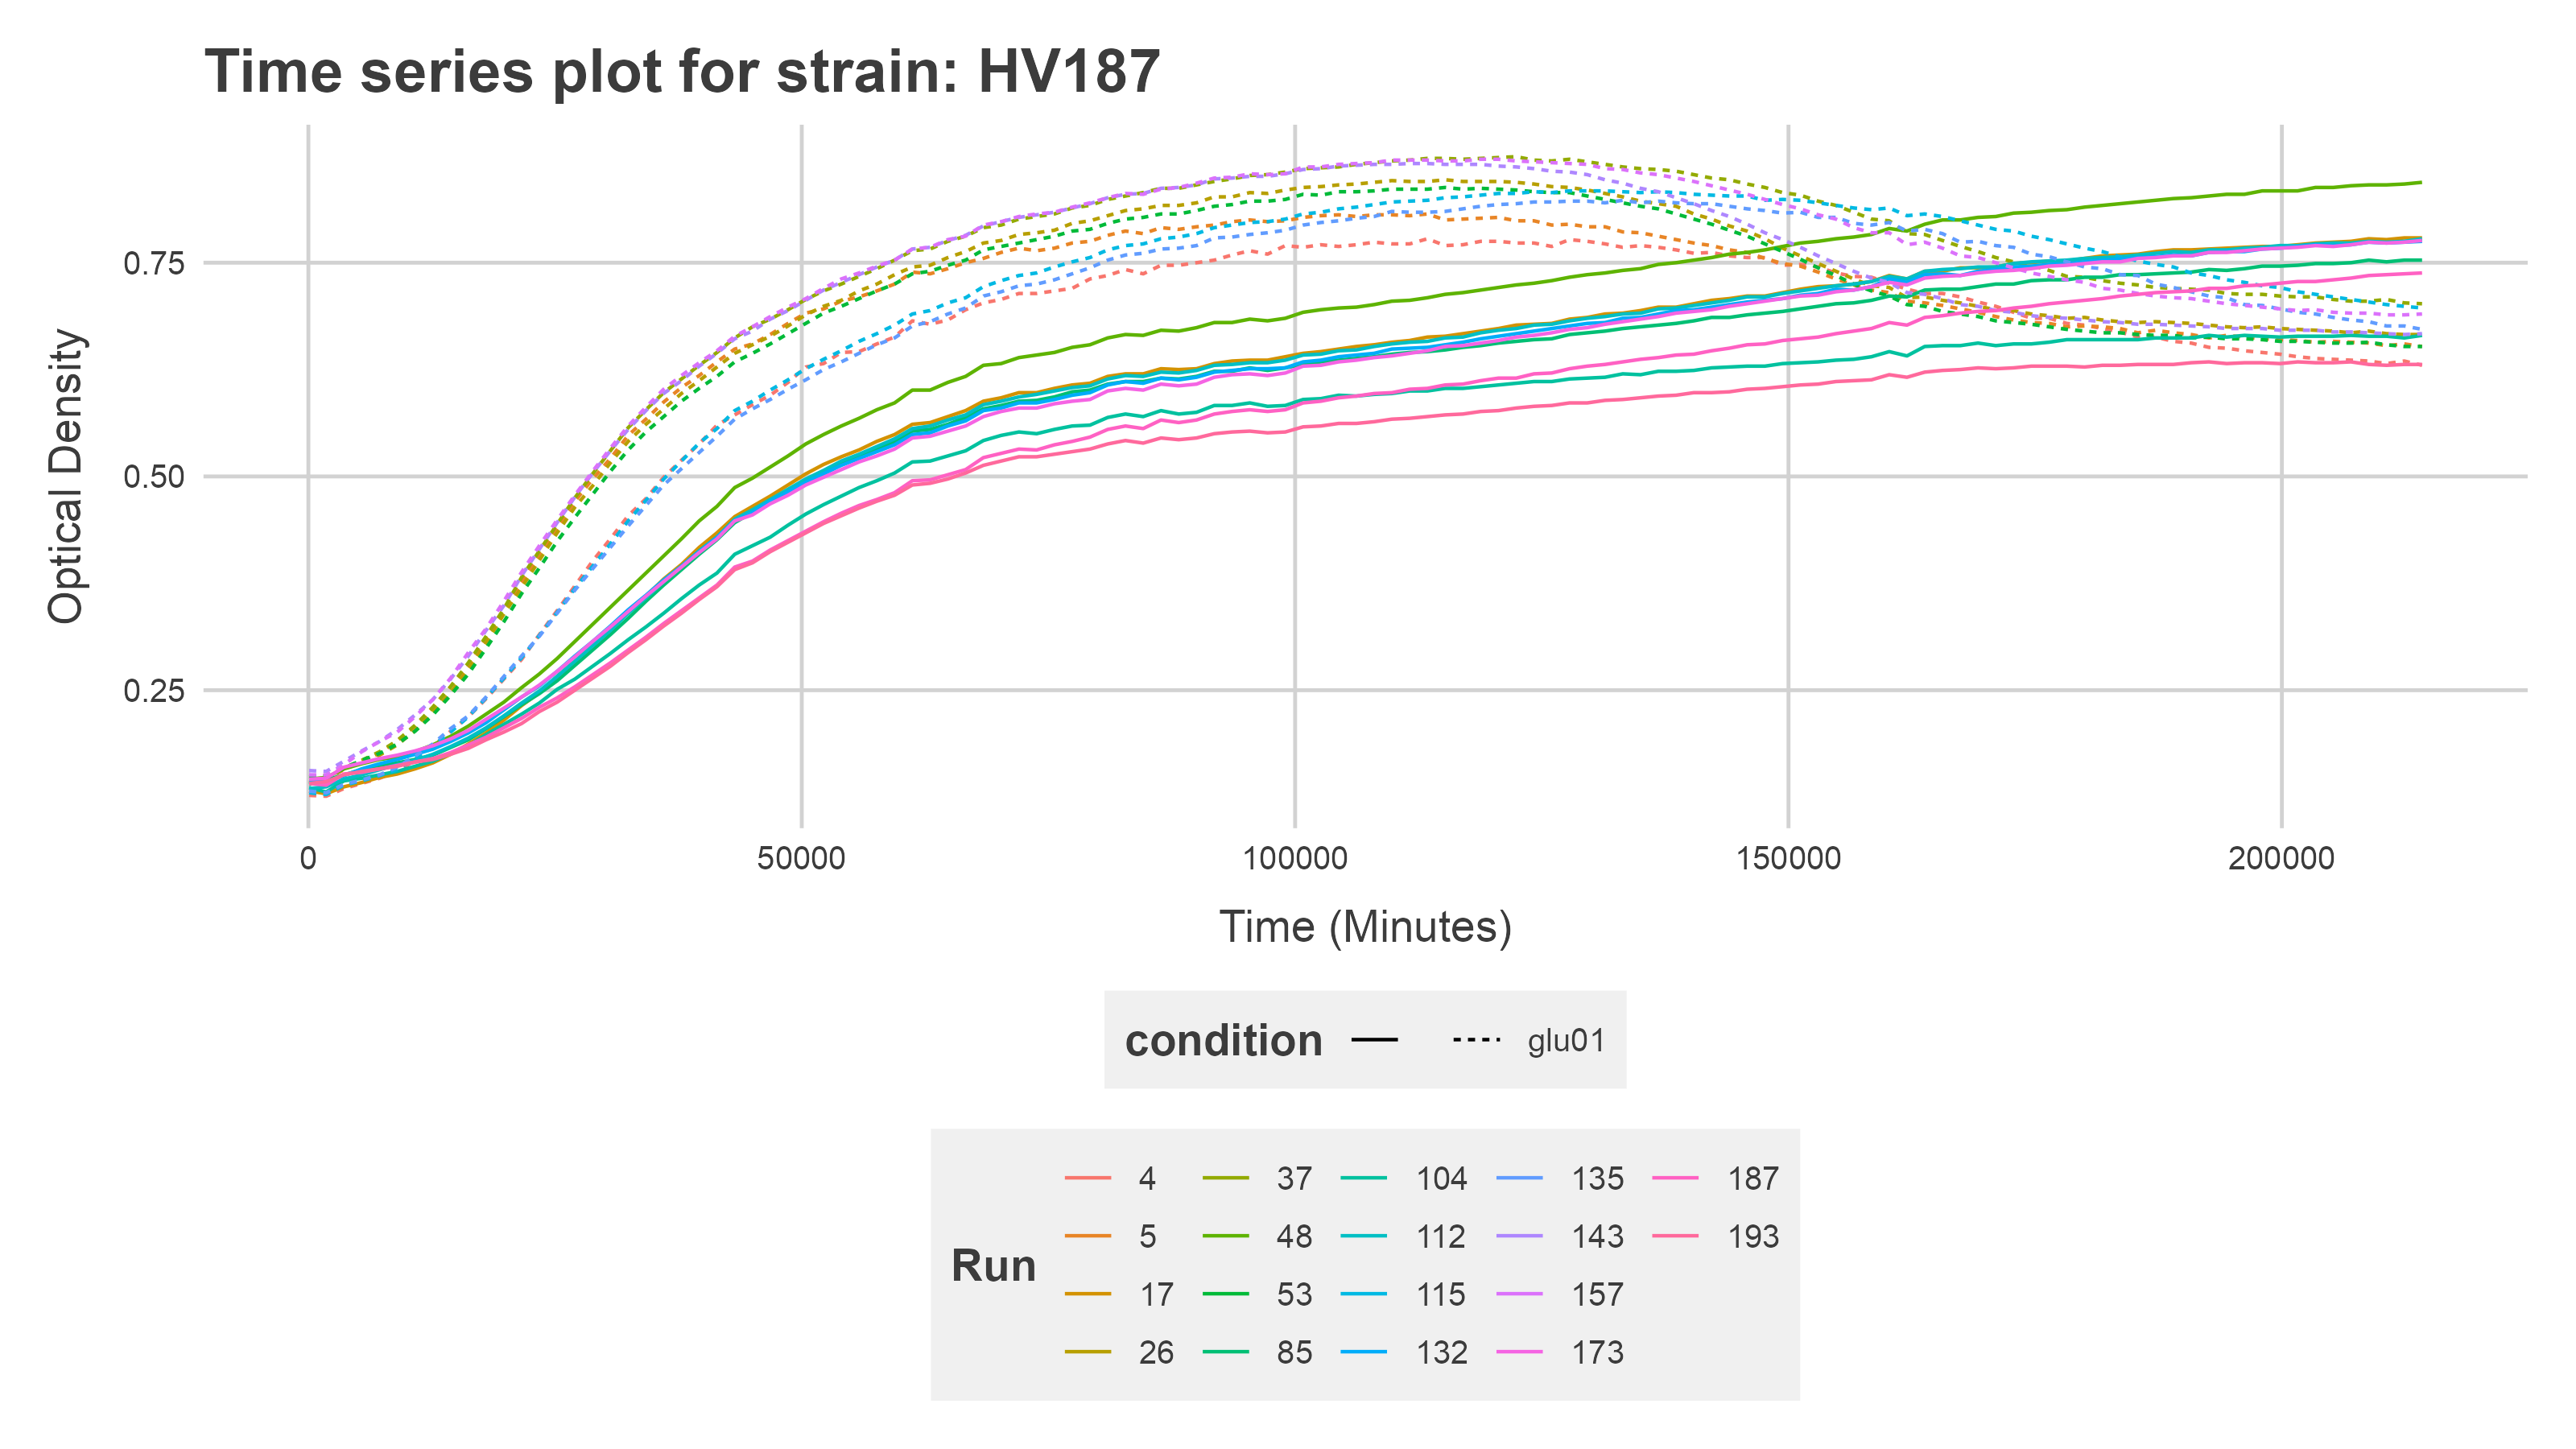 Time series plot for strain: HV187
Optical Density
0.75
0.50
0.25
0 50000 100000 150000 200000
Time (Minutes)
condition glu01
Run
4 37 104 135 187
5 48 112 143 193
17 53 115 157
26 85 132 173